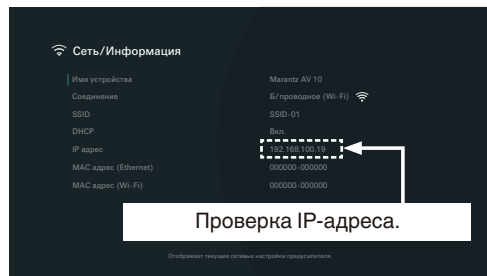 Сеть/Информация
Имя устройства Marantz AV 10
Соединение Б/проводное (Wi-Fi)
SSID SSID-01
DHCP Вкл.
IP адрес 192.168.100.19
MAC адрес (Ethernet) 000000-000000
MAC адрес (Wi-Fi) 000000-000000
Проверка IP-адреса.
Отображает текущие сетевые настройки предусилителя.